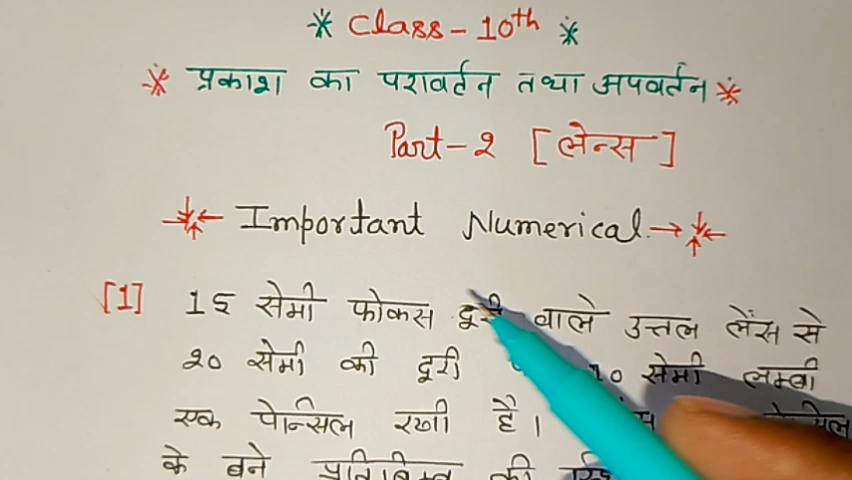 Class - 10th
प्रकाश का परावर्तन तथा अपवर्तन
Part - 2 [लेन्स]
Important Numerical
[1] 15 सेमी फोकस दूरी वाले उत्तल लेंस से
20 सेमी की दूरी 10 सेमी लम्बी
एक पेन्सिल रखी है।
के बने प्रतिबिम्ब की